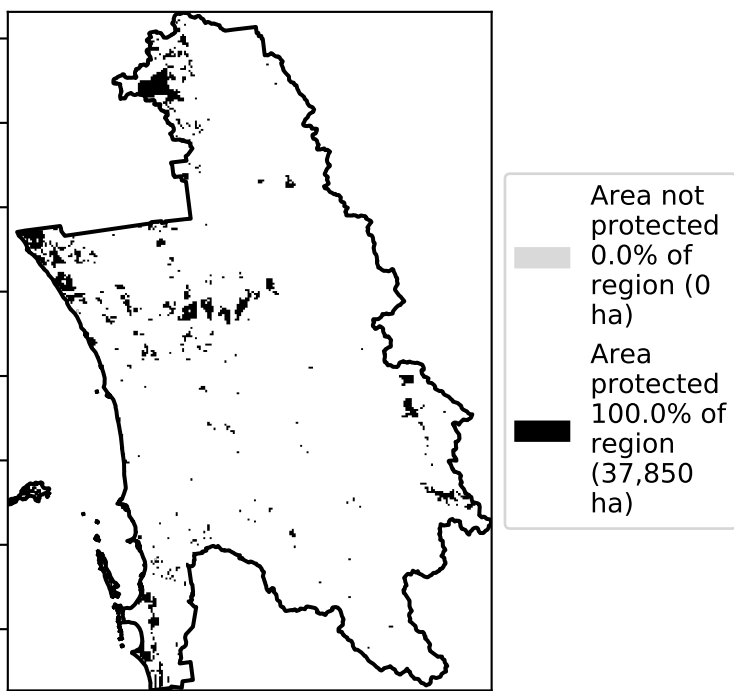 Area not
protected
0.0% of
region (0
ha)
Area
protected
100.0% of
region
(37,850
ha)